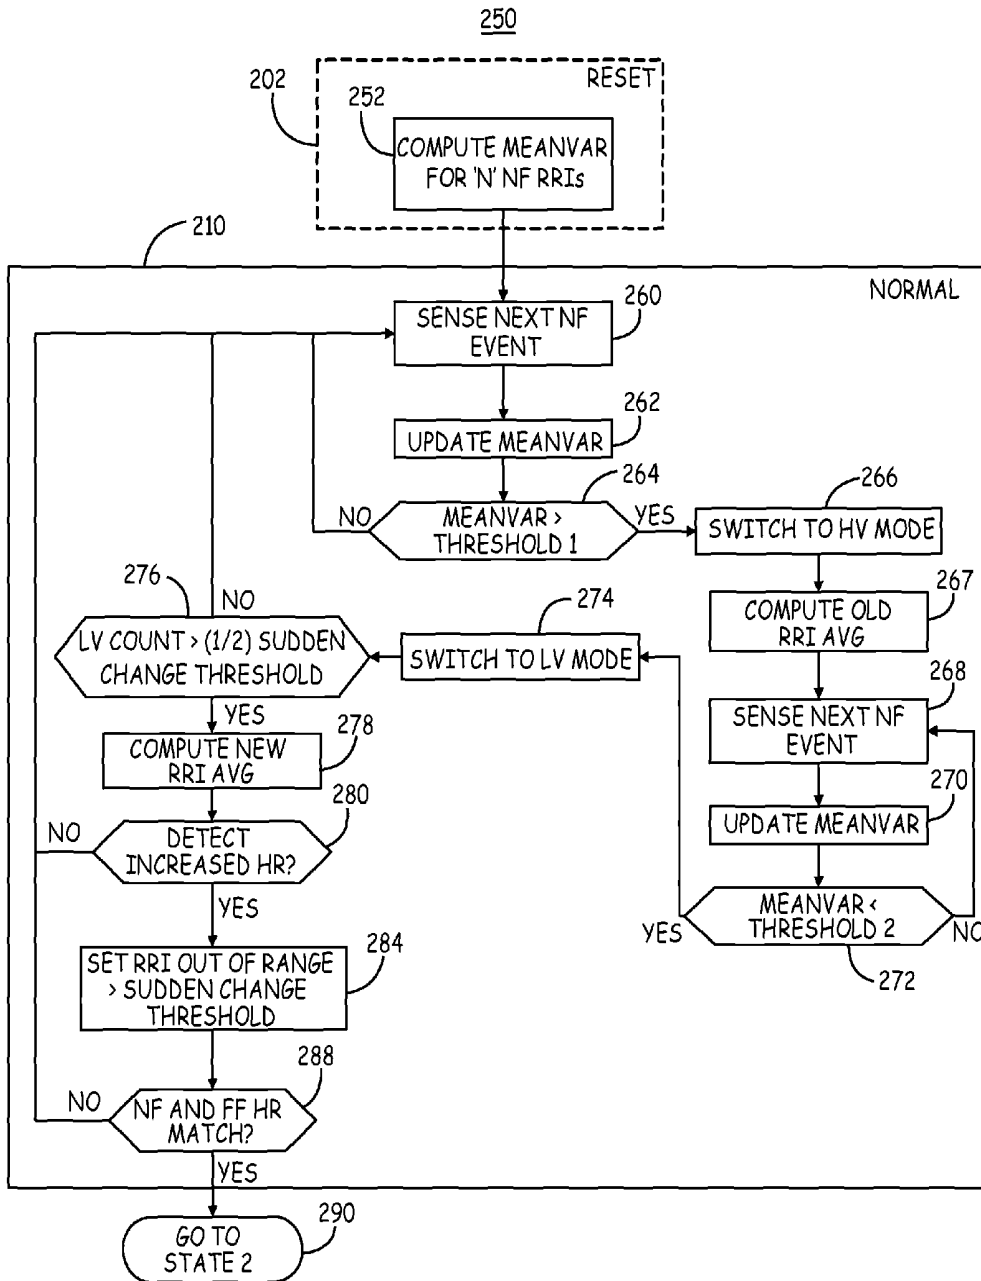 250
RESET
202
252
COMPUTE MEANVAR
FOR 'N' NF RRIs
210
NORMAL
260
SENSE NEXT NF
EVENT
262
UPDATE MEANVAR
264
NO
MEANVAR >
THRESHOLD 1
YES
266
SWITCH TO HV MODE
267
COMPUTE OLD
RRI AVG
268
SENSE NEXT NF
EVENT
270
UPDATE MEANVAR
MEANVAR <
THRESHOLD 2
YES
NO
272
274
SWITCH TO LV MODE
276
NO
LV COUNT > (1/2) SUDDEN
CHANGE THRESHOLD
YES
278
COMPUTE NEW
RRI AVG
280
NO
DETECT
INCREASED HR?
YES
284
SET RRI OUT OF RANGE
> SUDDEN CHANGE
THRESHOLD
288
NO
NF AND FF HR
MATCH?
YES
290
GO TO
STATE 2